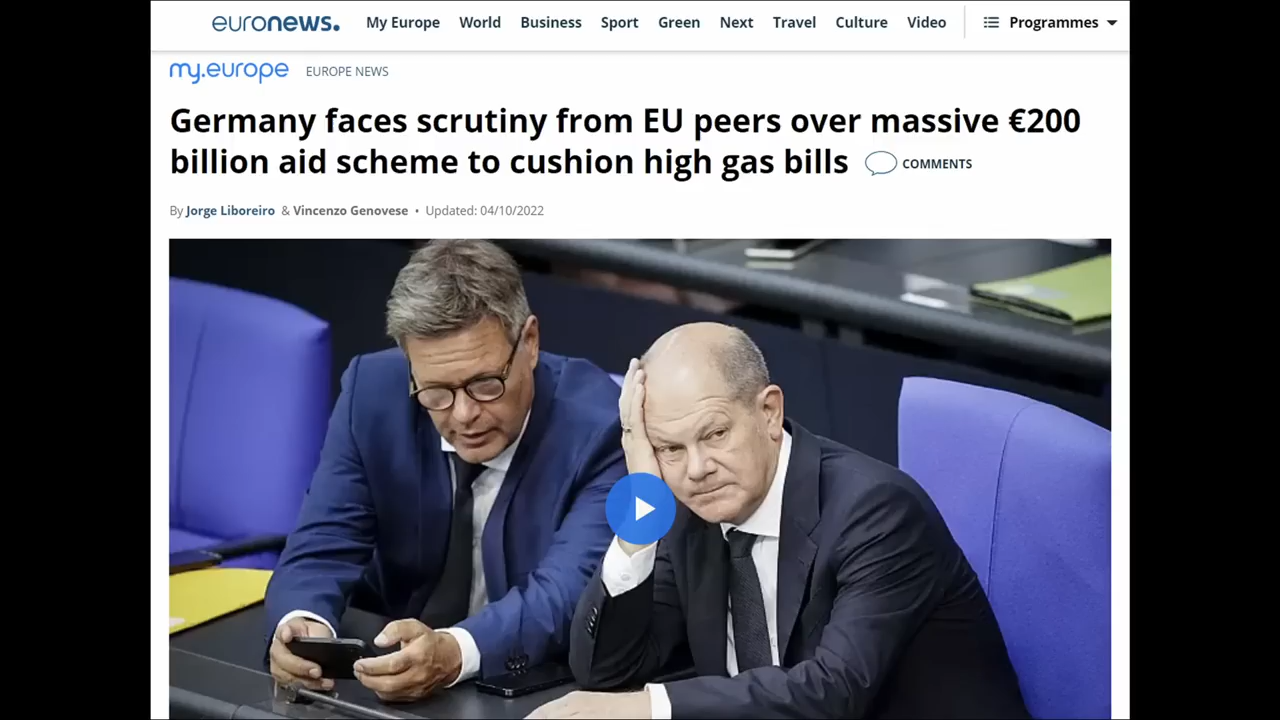 euronews. My Europe World Business Sport Green Next Travel Culture Video Programmes
my.europe EUROPE NEWS
Germany faces scrutiny from EU peers over massive €200
billion aid scheme to cushion high gas bills COMMENTS
By Jorge Liboreiro & Vincenzo Genovese • Updated: 04/10/2022